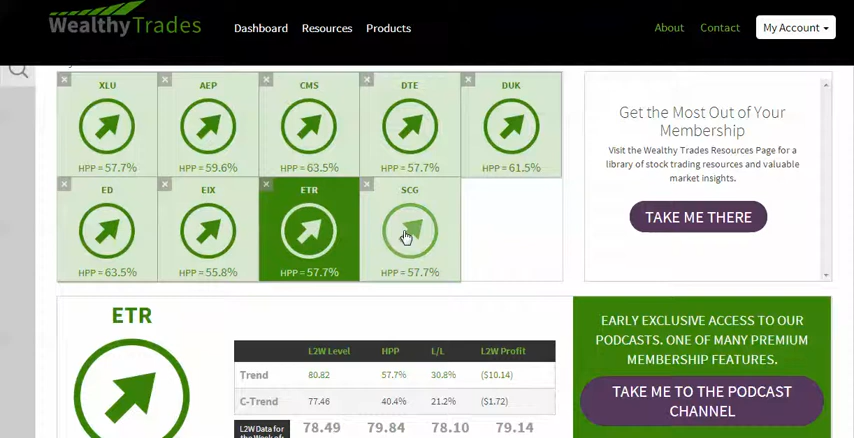 WealthyTrades
Dashboard Resources Products
About Contact My Account
XLU AEP CMS DTE DUK
HPP = 57.7% HPP = 59.6% HPP = 63.5% HPP = 57.7% HPP = 61.5%
ED EIX ETR SCG
HPP = 63.5% HPP = 55.8% HPP = 57.7% HPP = 57.7%
Get the Most Out of Your
Membership
Visit the Wealthy Trades Resources Page for a
library of stock trading resources and valuable
market insights.
TAKE ME THERE
ETR
L2W Level HPP L/L L2W Profit
Trend 80.82 57.7% 30.8% ($10.14)
C-Trend 77.46 40.4% 21.2% ($1.72)
L2W Data for
the Week of:
78.49 79.84 78.10 79.14
EARLY EXCLUSIVE ACCESS TO OUR
PODCASTS. ONE OF MANY PREMIUM
MEMBERSHIP FEATURES.
TAKE ME TO THE PODCAST
CHANNEL